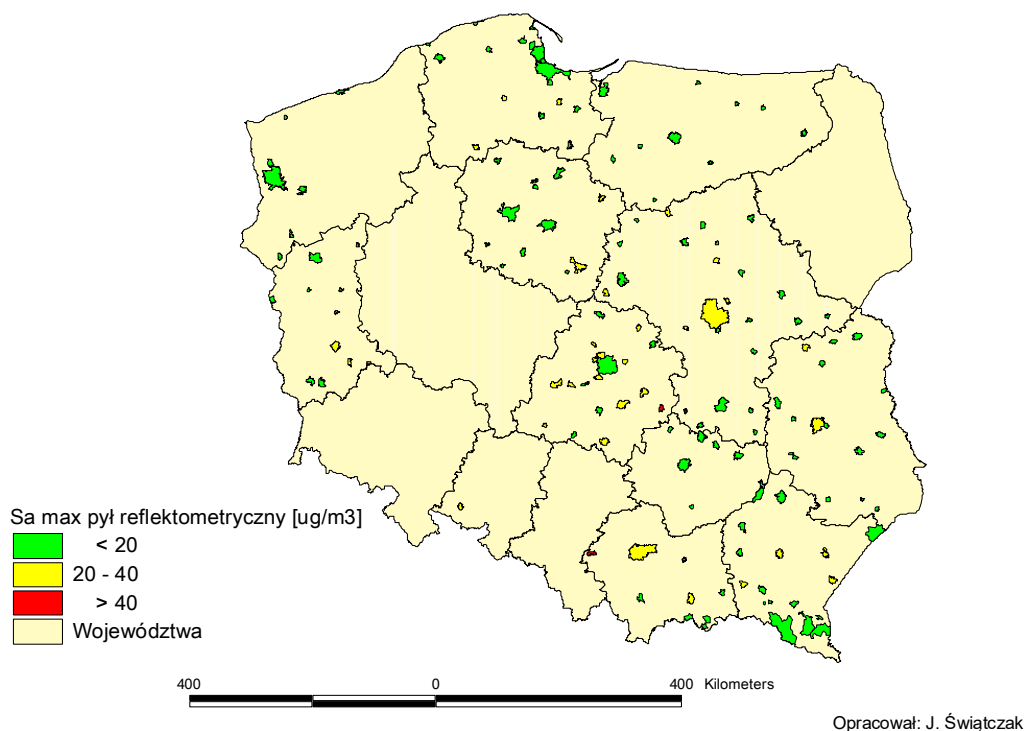 Sa max pył reflektometryczny [ug/m3]
< 20
20 - 40
> 40
Województwa
400 0 400 Kilometers
Opracował: J. Świątczak